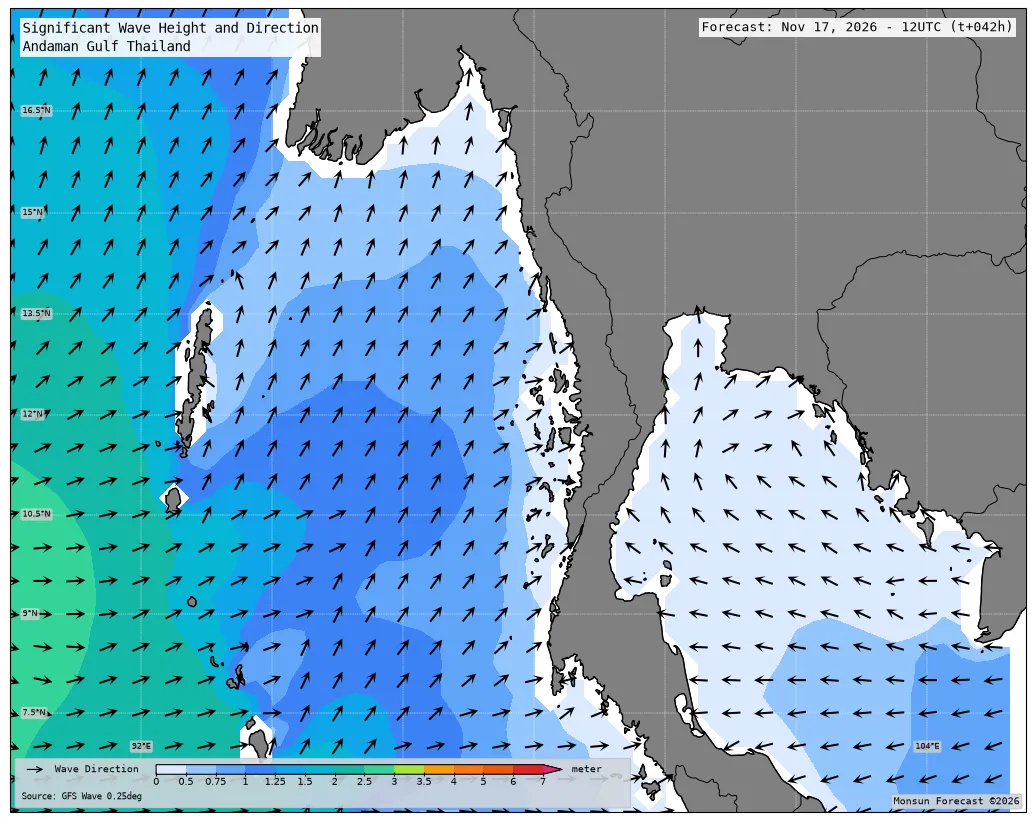 Significant Wave Height and Direction
Andaman Gulf Thailand
Forecast: Nov 17, 2026 - 12UTC (t+042h)
16.5°N
15°N
13.5°N
12°N
10.5°N
9°N
7.5°N
92°E
104°E
Wave Direction
0.5 0.75 1 1.25 1.5 2 2.5 3 3.5 4 5 6 7
meter
Source: GFS Wave 0.25deg
Monsun Forecast ©2026